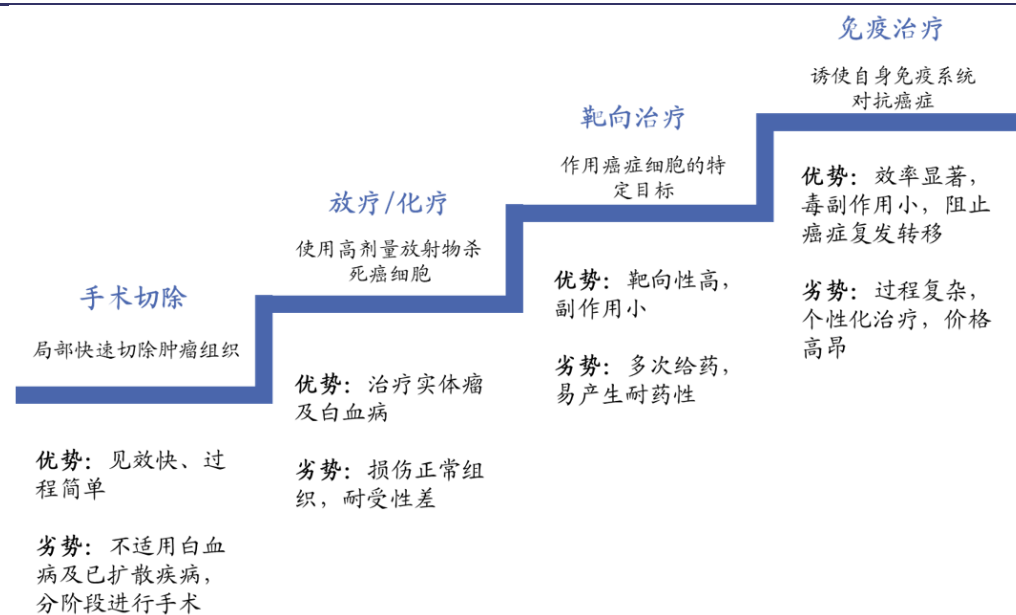 手术切除
局部快速切除肿瘤组织
优势：见效快、过
程简单
劣势：不适用白血
病及已扩散疾病，
分阶段进行手术
放疗/化疗
使用高剂量放射物杀
死癌细胞
优势：治疗实体瘤
及白血病
劣势：损伤正常组
织，耐受性差
靶向治疗
作用癌症细胞的特
定目标
优势：靶向性高，
副作用小
劣势：多次给药，
易产生耐药性
免疫治疗
诱使自身免疫系统
对抗癌症
优势：效率显著，
毒副作用小，阻止
癌症复发转移
劣势：过程复杂，
个性化治疗，价格
高昂